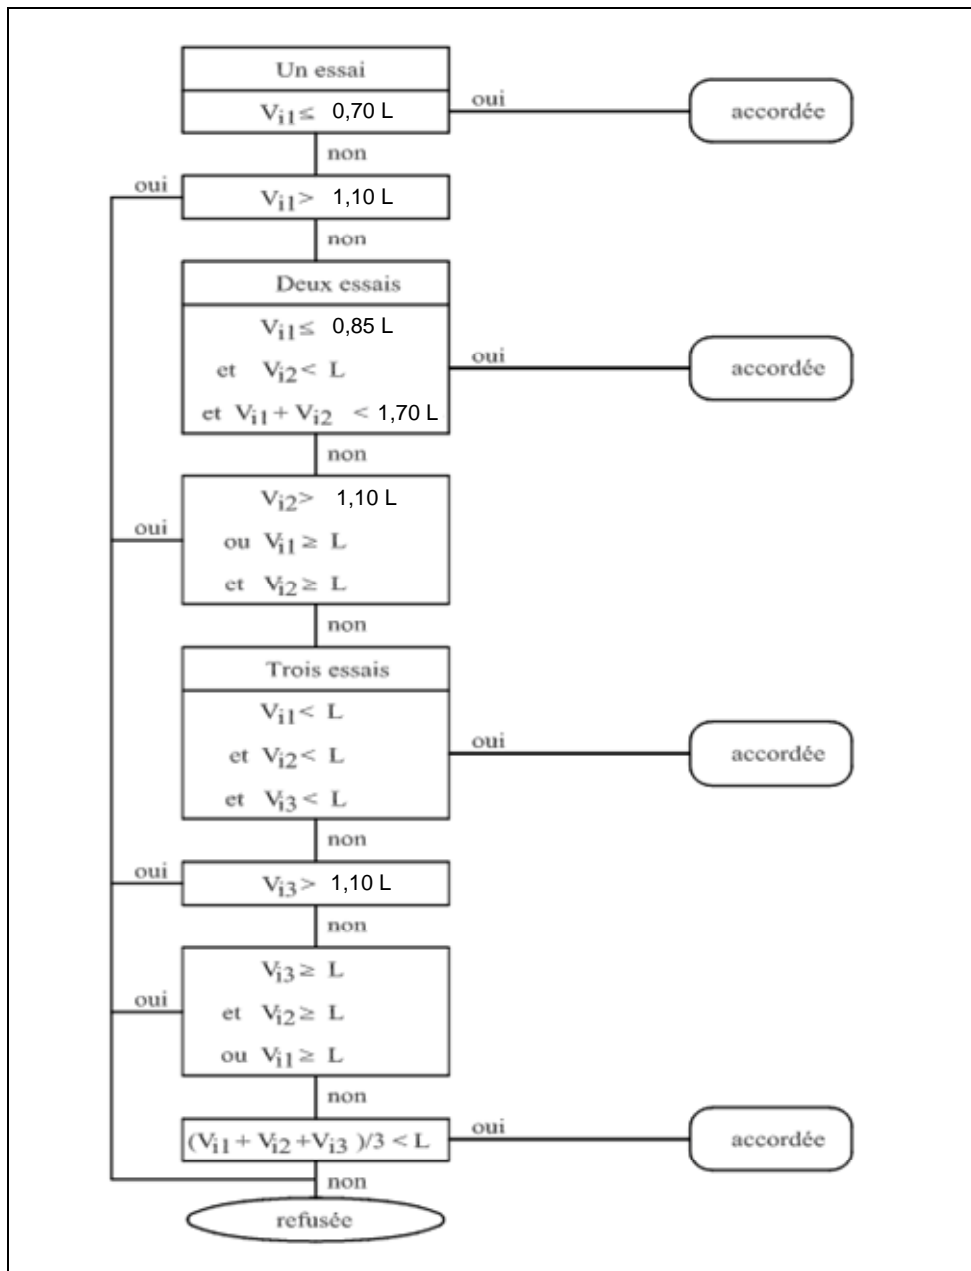 Un essai
Vi1 ≤ 0,70 L
oui
accordée
non
oui
Vi1 > 1,10 L
non
Deux essais
Vi1 ≤ 0,85 L
et Vi2 < L
et Vi1 + Vi2 < 1,70 L
oui
accordée
non
Vi2 > 1,10 L
ou Vi1 ≥ L
et Vi2 ≥ L
oui
non
Trois essais
Vi1 < L
et Vi2 < L
et Vi3 < L
oui
accordée
non
oui
Vi3 > 1,10 L
non
Vi3 ≥ L
et Vi2 ≥ L
ou Vi1 ≥ L
oui
non
(Vi1 + Vi2 +Vi3 )/3 < L
oui
accordée
non
refusée